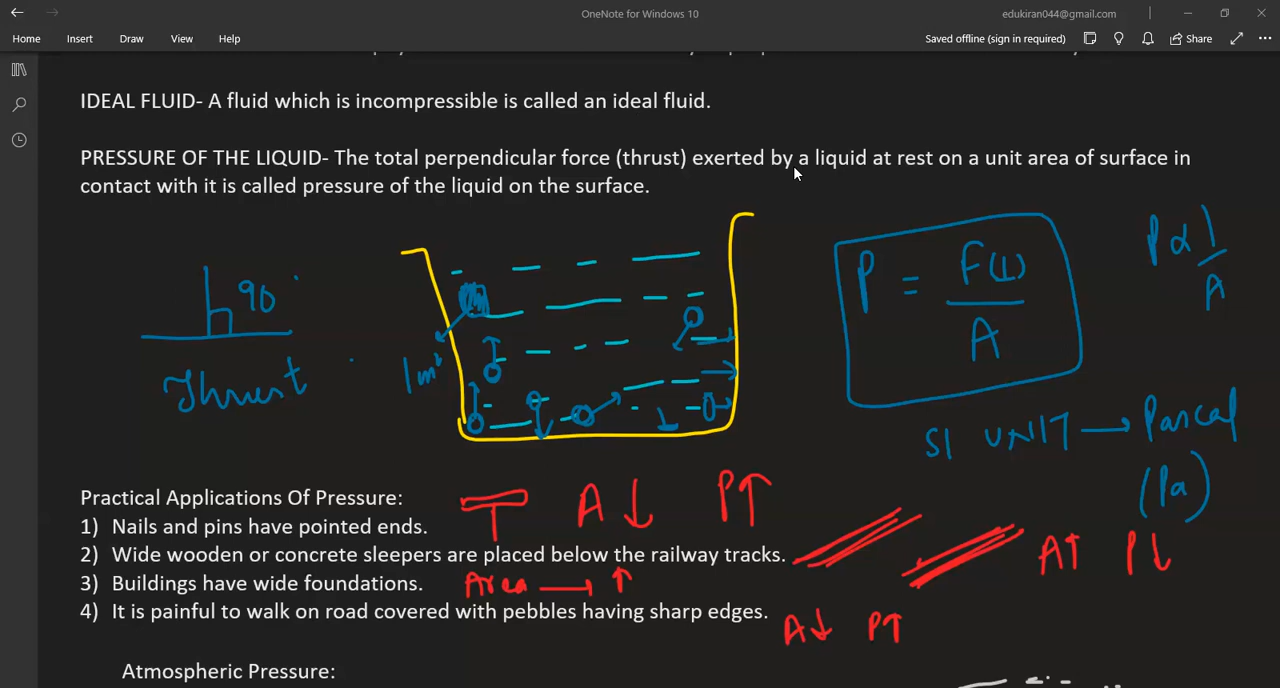 OneNote for Windows 10
edukiran044@gmail.com
Home Insert Draw View Help
Saved offline (sign in required)
Share
IDEAL FLUID- A fluid which is incompressible is called an ideal fluid.
PRESSURE OF THE LIQUID- The total perpendicular force (thrust) exerted by a liquid at rest on a unit area of surface in
contact with it is called pressure of the liquid on the surface.
90
Thrust
1m²
P = F(⊥)/A
P ∝ 1/A
SI UNIT → Pascal
(Pa)
Practical Applications Of Pressure:
A ↓ P↑
1) Nails and pins have pointed ends.
2) Wide wooden or concrete sleepers are placed below the railway tracks.
A↑ P↓
3) Buildings have wide foundations.
Area → ↑
4) It is painful to walk on road covered with pebbles having sharp edges.
A↓ P↑
Atmospheric Pressure: